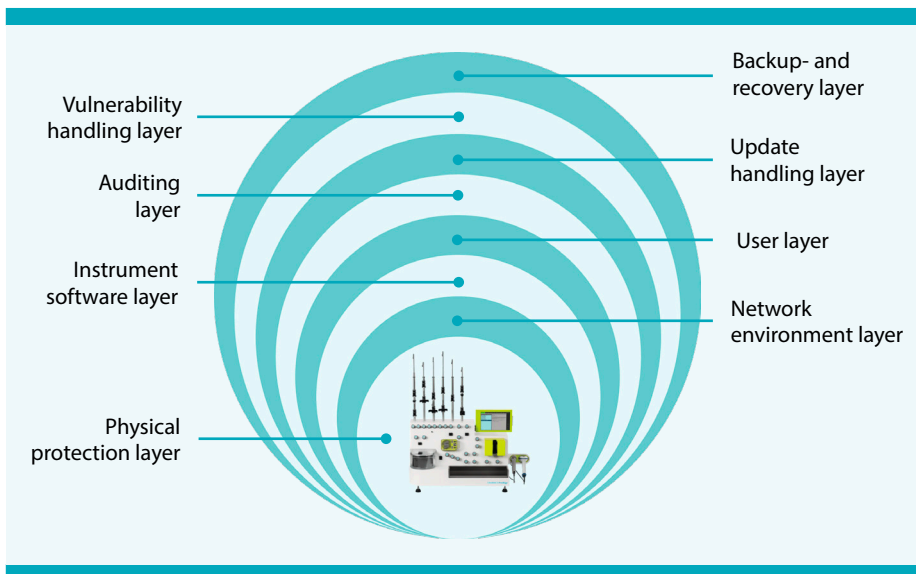 Backup- and
recovery layer
Vulnerability
handling layer
Update
handling layer
Auditing
layer
User layer
Instrument
software layer
Network
environment layer
Physical
protection layer